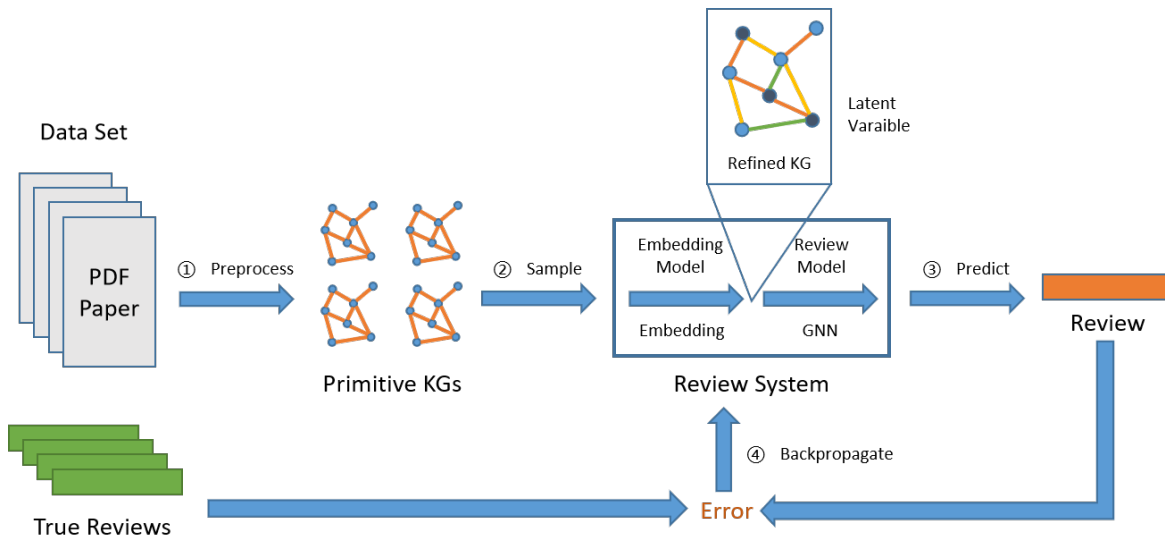 Data Set
PDF
Paper
① Preprocess
Primitive KGs
② Sample
Refined KG
Latent
Varaible
Embedding
Model
Review
Model
Embedding
GNN
Review System
③ Predict
Review
④ Backpropagate
True Reviews
Error